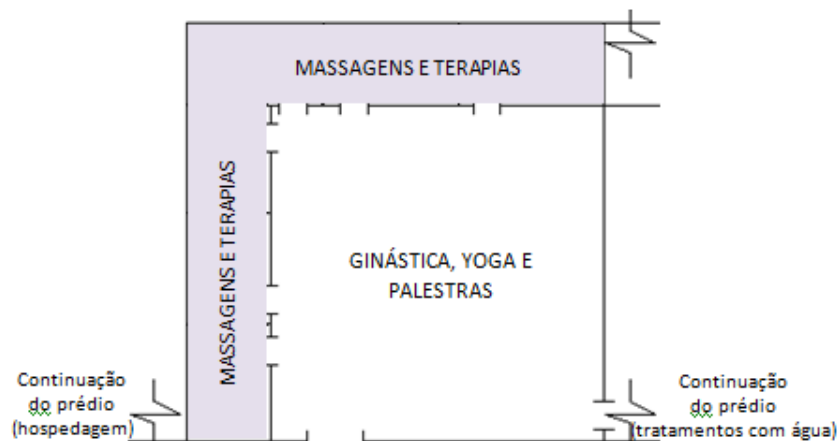 MASSAGENS E TERAPIAS
MASSAGENS E TERAPIAS
GINÁSTICA, YOGA E
PALESTRAS
Continuação
do prédio
(hospedagem)
Continuação
do prédio
(tratamentos com água)